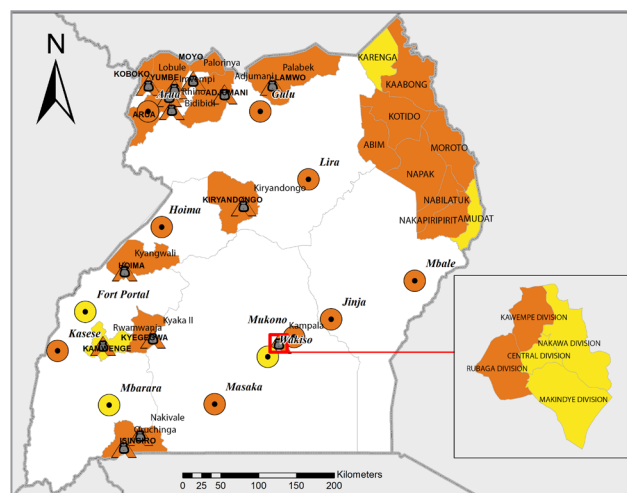 N
MOYO
Lobule
Palorinya
KOBOKO
YUMBE
Adjumani
Palabek
LAMWO
Arua
ADJUMANI
Bidibidi
ARUA
Gulu
KARENGA
KAABONG
KOTIDO
ABIM
MOROTO
NAPAK
NABILATUK
NAKAPIRIPIRIT
AMUDAT
Lira
Kiryandongo
KIRYANDONGO
Hoima
Kyangwali
HOIMA
Mbale
Fort Portal
Kyaka II
Jinja
Mukono
Kampala
Kasese
Rwamwanja
KYEGEGWA
Wakiso
KAMWENGE
Mbarara
Masaka
Nakivale
Oruchinga
ISINGIRO
KAWEMPE DIVISION
NAKAWA DIVISION
CENTRAL DIVISION
RUBAGA DIVISION
MAKINDYE DIVISION
Kilometers
0 25 50 100 150 200